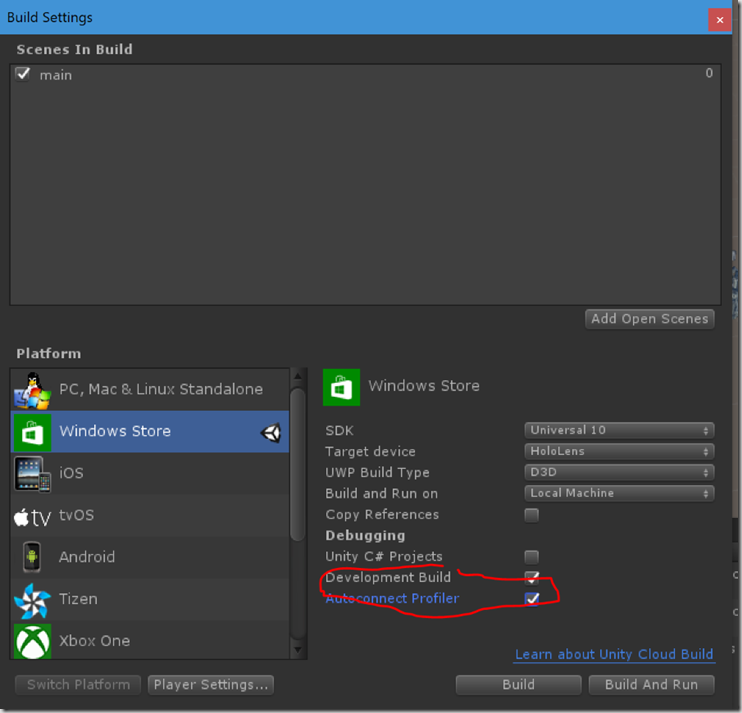 Build Settings
×
Scenes In Build
main 0
Add Open Scenes
Platform
PC, Mac & Linux Standalone
Windows Store
iOS
tv tvOS
Android
Tizen
Xbox One
Windows Store
SDK Universal 10
Target device HoloLens
UWP Build Type D3D
Build and Run on Local Machine
Copy References
Debugging
Unity C# Projects
Development Build
Autoconnect Profiler
Learn about Unity Cloud Build
Switch Platform Player Settings... Build Build And Run